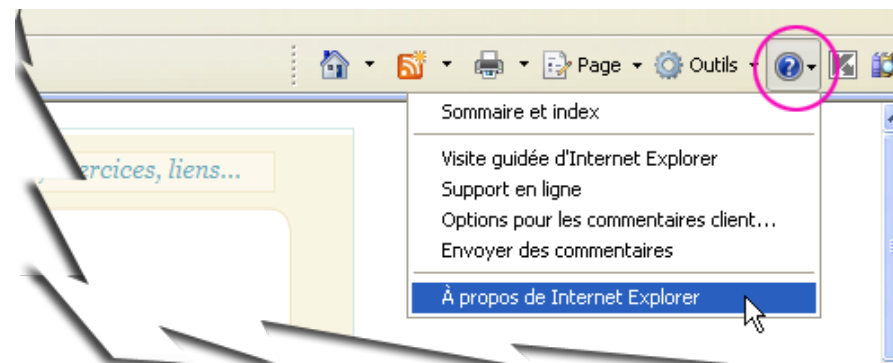 Page Outils
Sommaire et index
ercices, liens...
Visite guidée d'Internet Explorer
Support en ligne
Options pour les commentaires client...
Envoyer des commentaires
À propos de Internet Explorer